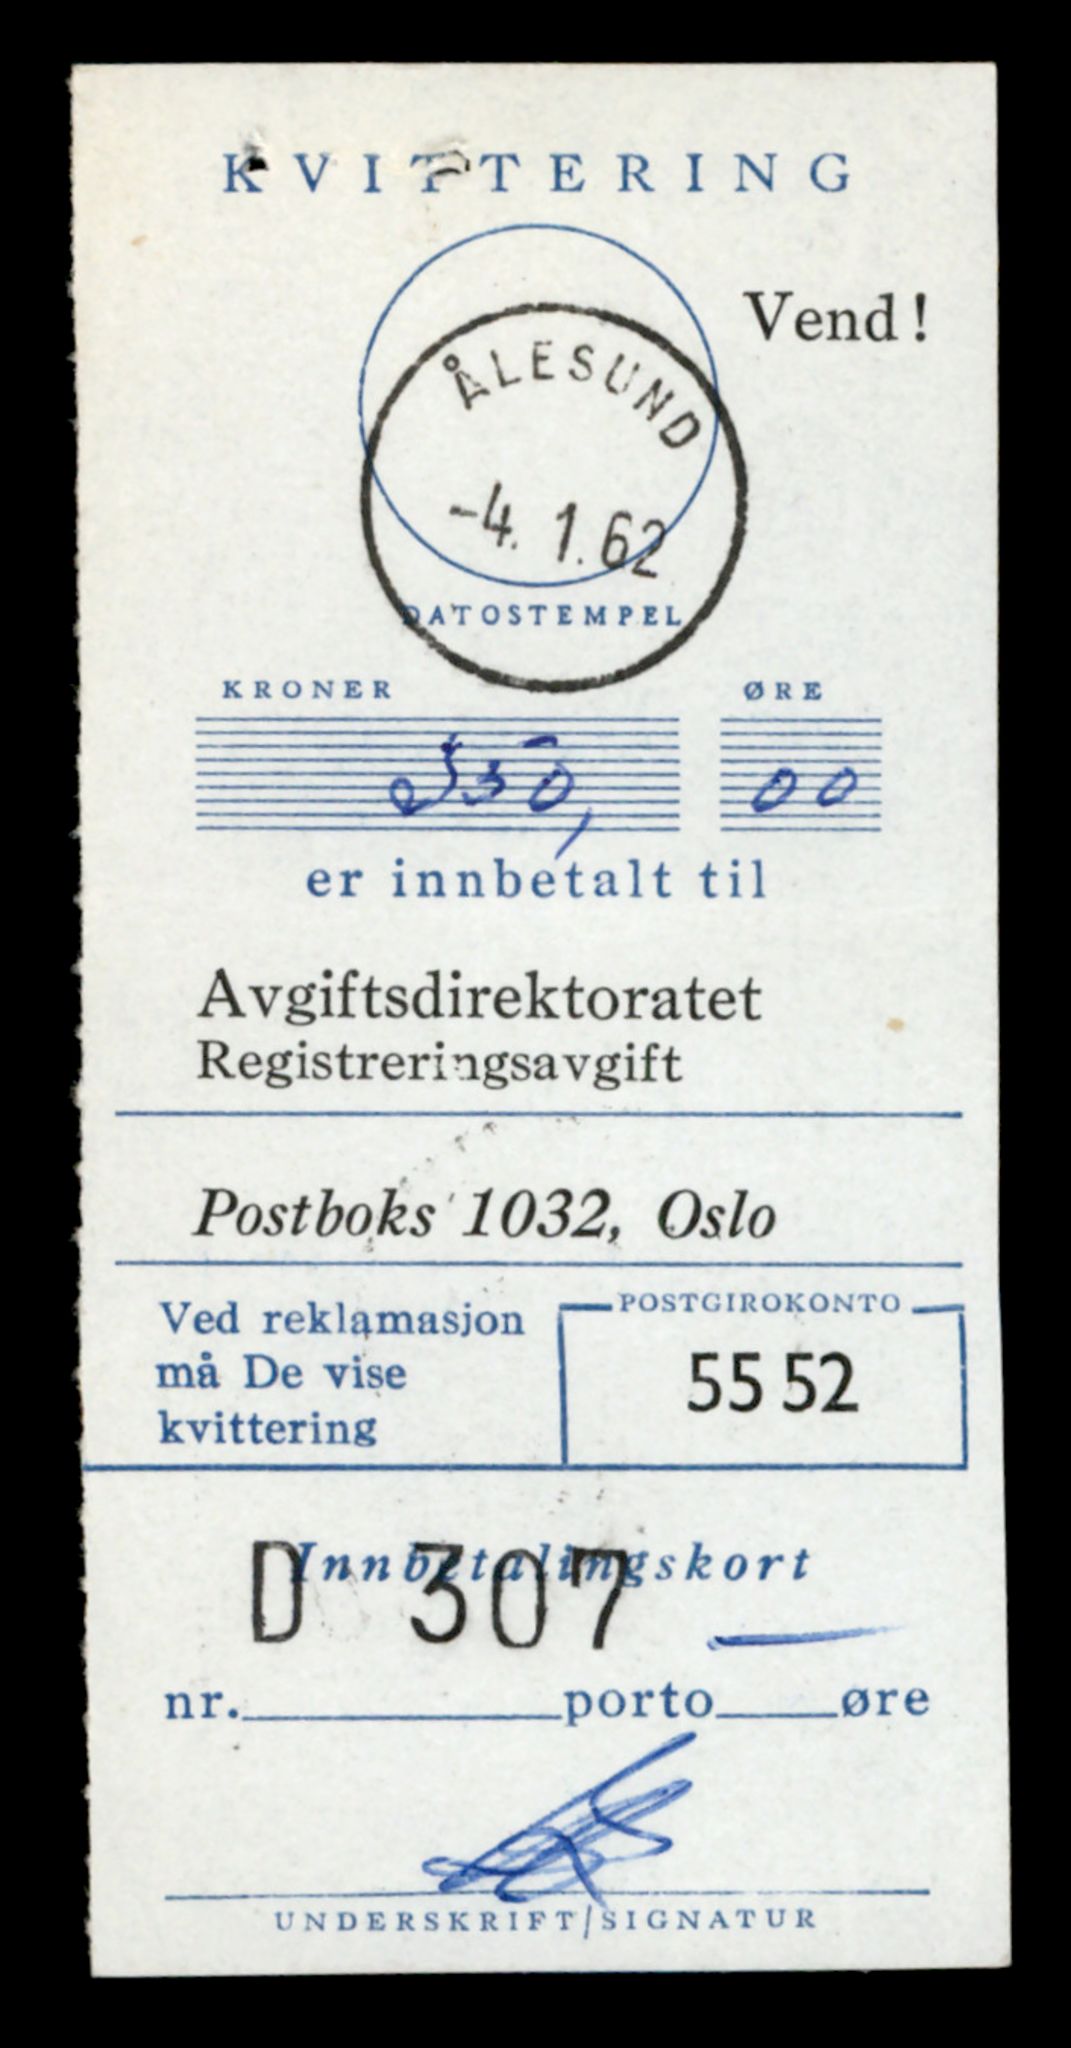 KVITTERING
Vend!
ÅLESUND
-4. 1. 62
DATOSTEMPEL
KRONER ØRE
00
er innbetalt til
Avgiftsdirektoratet
Registreringsavgift
Postboks 1032, Oslo
Ved reklamasjon
må De vise
kvittering
POSTGIROKONTO
55 52
Innbetalingskort
D 307
nr. porto øre
UNDERSKRIFT/SIGNATUR